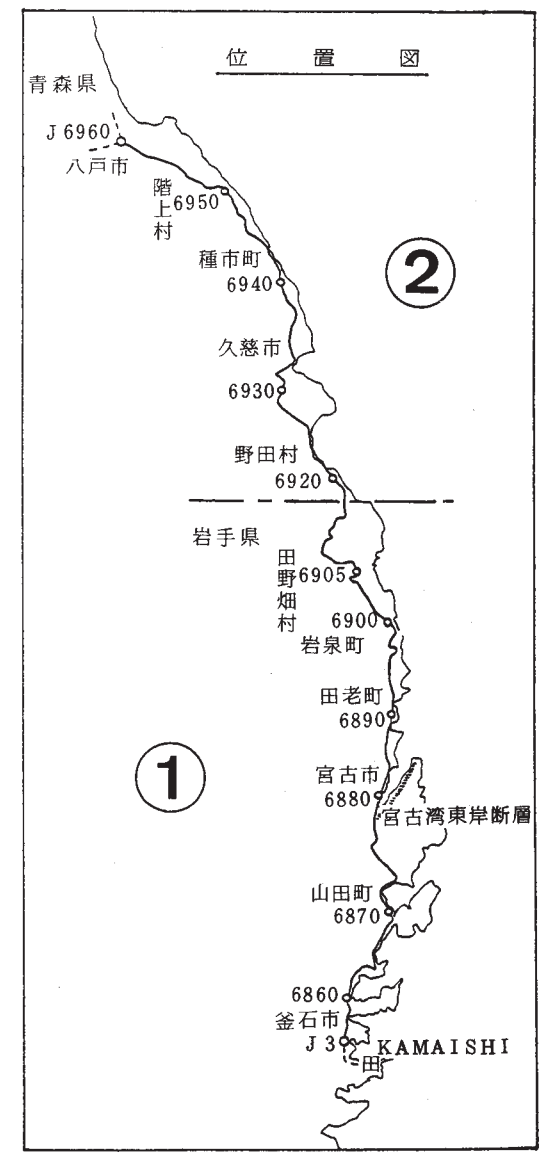 位置図
青森県
J 6960
八戸市
階上村
6950
種市町
6940
②
久慈市
6930
野田村
6920
岩手県
田野畑村
6905
6900
岩泉町
田老町
6890
①
宮古市
6880
宮古湾東岸断層
山田町
6870
6860
釜石市
J 3
KAMAISHI